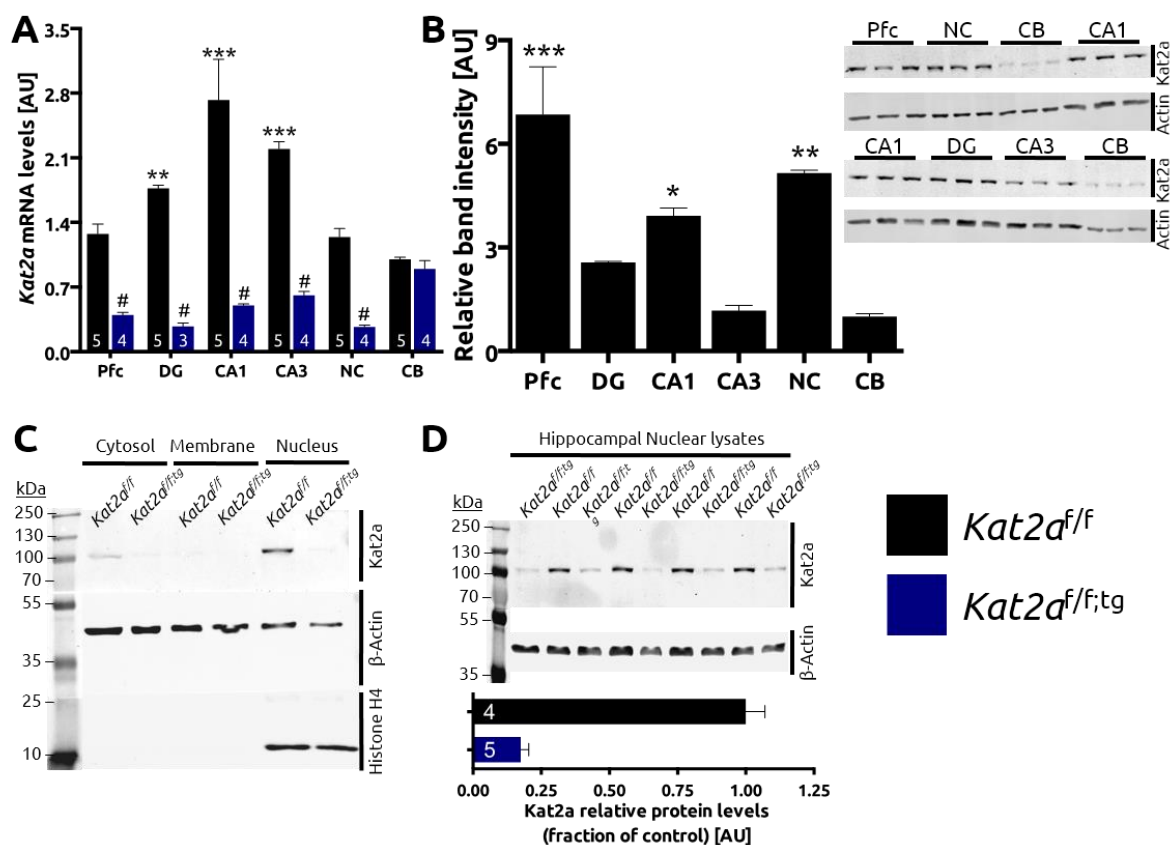 A
Kat2a mRNA levels [AU]
3.5
2.8
2.1
1.4
0.7
0.0
** *** ***
# # # # #
5 4 5 3 5 4 5 4 5 4 5 4
Pfc DG CA1 CA3 NC CB
B
Relative band intensity [AU]
9
6
3
0
*** * **
Pfc DG CA1 CA3 NC CB
Pfc NC CB CA1
Kat2a
Actin
CA1 DG CA3 CB
Kat2a
Actin
C
Cytosol Membrane Nucleus
kDa
Kat2af/f Kat2af/f;tg Kat2af/f Kat2af/f;tg Kat2af/f Kat2af/f;tg
250
130
100
70
55
35
25
10
Kat2a
β-Actin
Histone H4
D
Hippocampal Nuclear lysates
kDa
Kat2af/f;tg Kat2af/f Kat2af/f;t Kat2af/f Kat2af/f;tg Kat2af/f Kat2af/f;tg Kat2af/f Kat2af/f;tg
g
250
130
100
70
55
35
Kat2a
β-Actin
4
5
0.00 0.25 0.50 0.75 1.00 1.25
Kat2a relative protein levels
(fraction of control) [AU]
Kat2af/f
Kat2af/f;tg